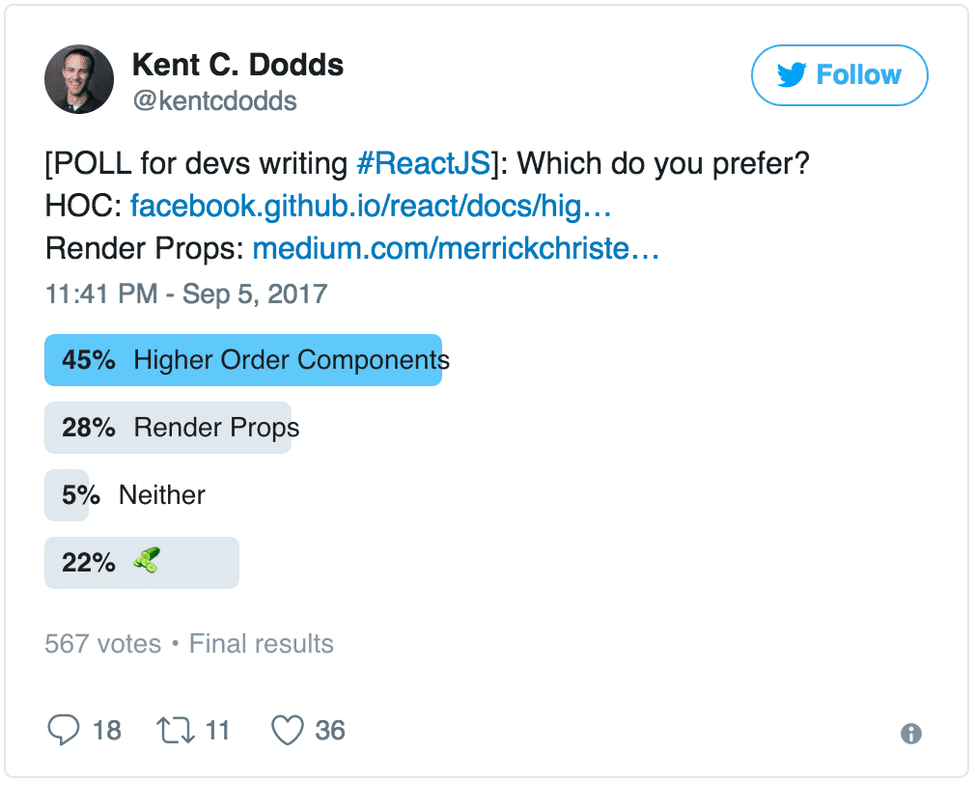 Kent C. Dodds
@kentcdodds
Follow
[POLL for devs writing #ReactJS]: Which do you prefer?
HOC: facebook.github.io/react/docs/hig…
Render Props: medium.com/merrickchriste…
11:41 PM - Sep 5, 2017
45% Higher Order Components
28% Render Props
5% Neither
22% 🥒
567 votes • Final results
18 11 36